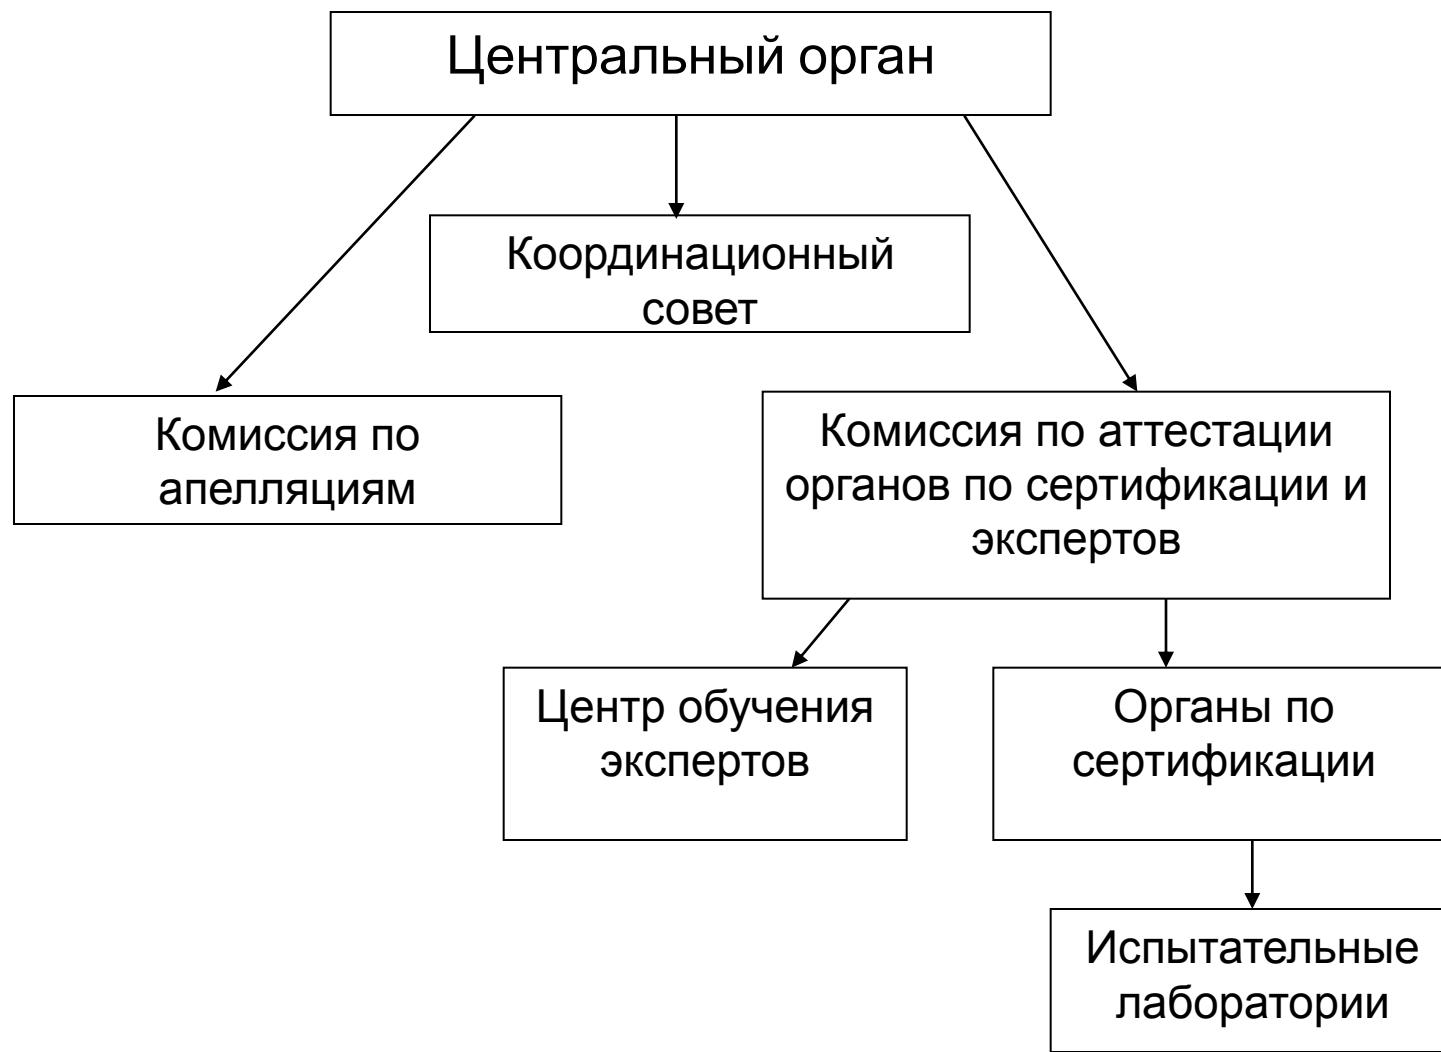 Центральный орган
Координационный
совет
Комиссия по
апелляциям
Комиссия по аттестации
органов по сертификации и
экспертов
Центр обучения
экспертов
Органы по
сертификации
Испытательные
лаборатории